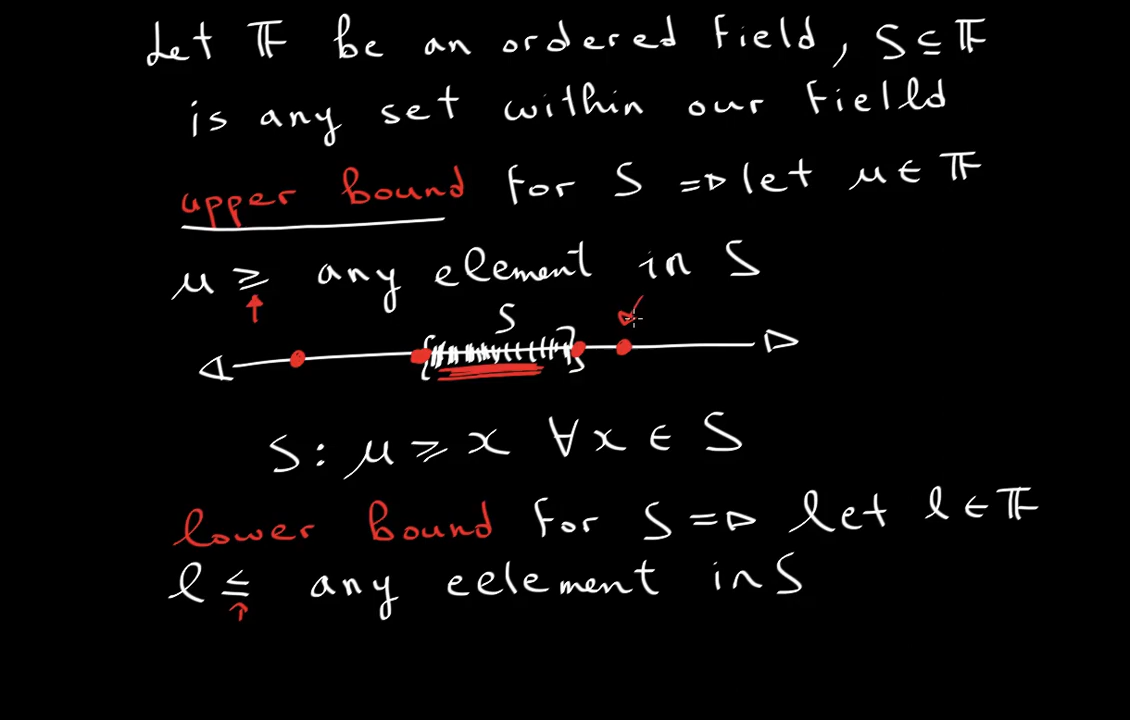 Let 𝔽 be an ordered field, S ⊆ 𝔽
is any set within our fielld
upper bound for S ⇒ let μ ∈ 𝔽
μ ≥ any element in S
S
S : μ ≥ x ∀x ∈ S
lower bound for S ⇒ let l ∈ 𝔽
l ≤ any eelement in S